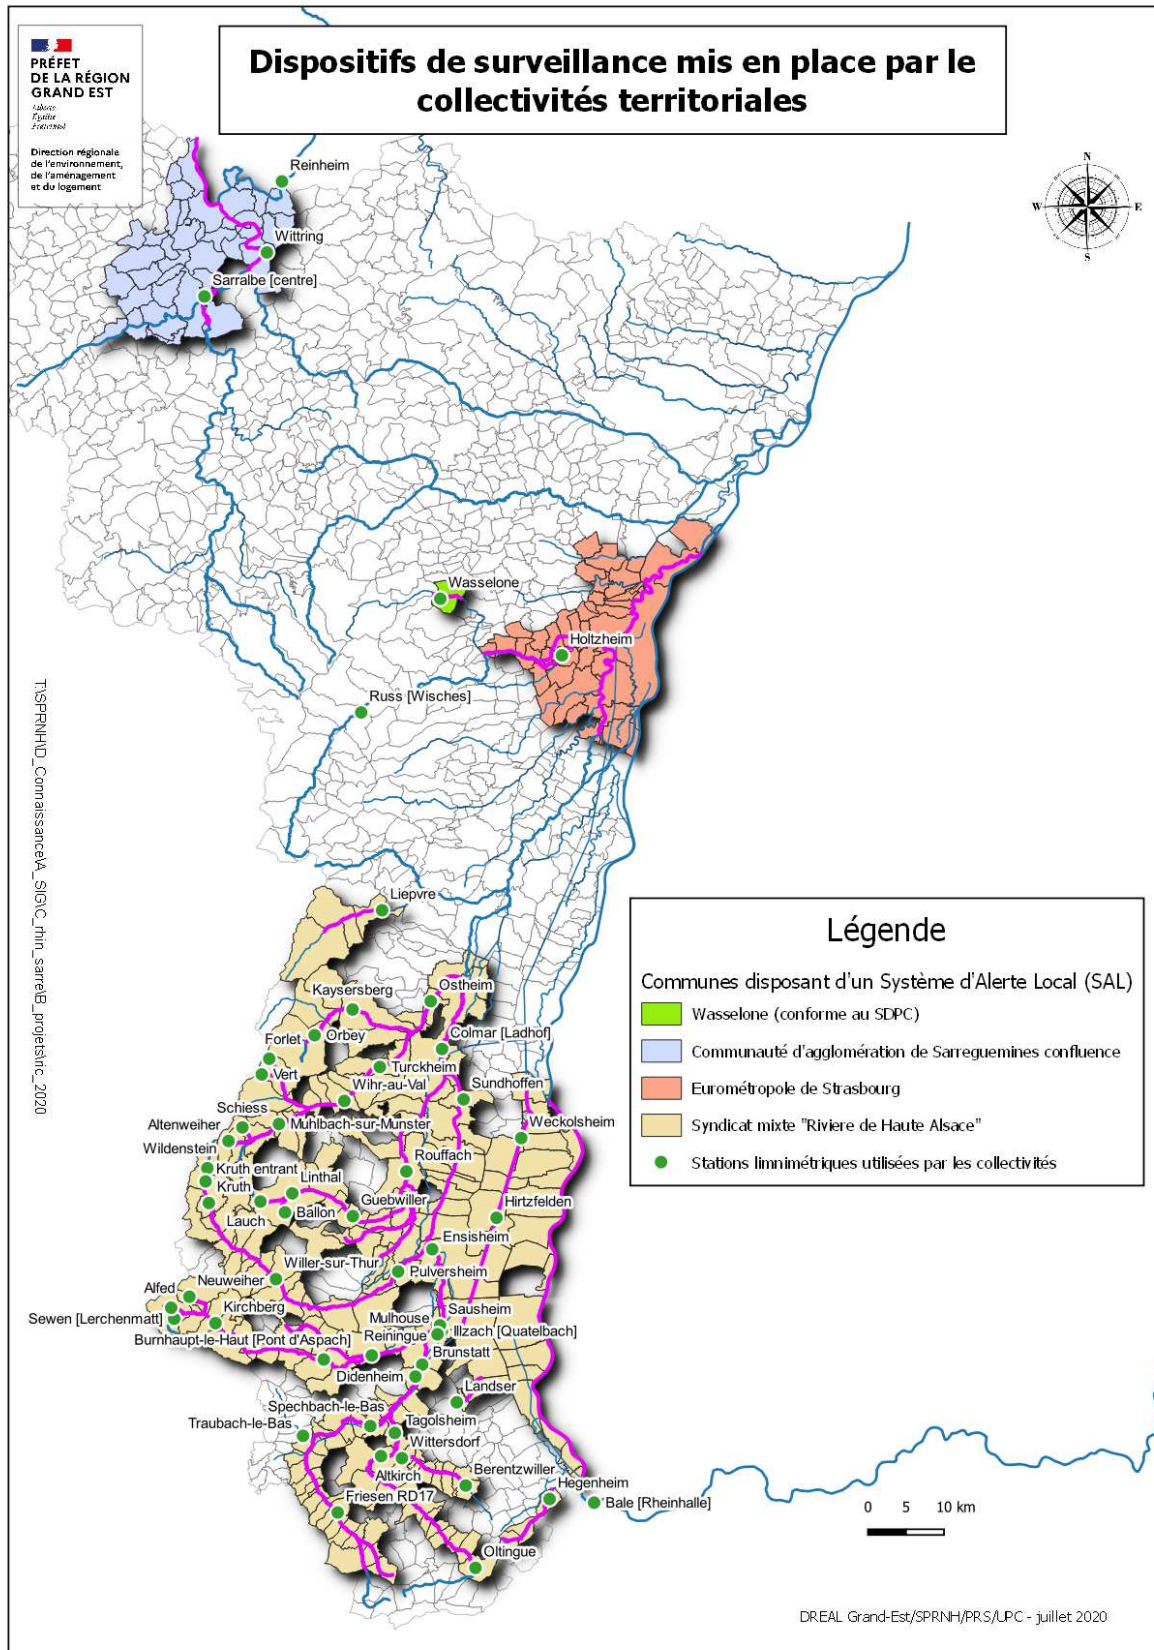 PRÉFET
DE LA RÉGION
GRAND EST
Direction régionale
de l'environnement,
de l'aménagement
et du logement
Dispositifs de surveillance mis en place par le
collectivités territoriales
N
W
E
S
Reinheim
Wittring
Sarralbe [centre]
Wasselone
Holtzheim
Russ [Wisches]
T:\SPRNH\D_Connaissance\A_SIG\C_rhin_sarre\B_projets\ric_2020
Liepvre
Ostheim
Kaysersberg
Orbey
Colmar [Ladhof]
Forlet
Turckheim
Vert
Wihr-au-Val
Sundhoffen
Schiess
Altenweiher
Muhlbach-sur-Munster
Weckolsheim
Wildenstein
Kruth entrant
Rouffach
Linthal
Kruth
Guebwiller
Hirtzfelden
Lauch
Ballon
Ensisheim
Willer-sur-Thur
Pulversheim
Neuweiher
Alfed
Kirchberg
Sausheim
Sewen [Lerchenmatt]
Mulhouse
Illzach [Quatelbach]
Burnhaupt-le-Haut [Pont d'Aspach]
Reiningue
Brunstatt
Didenheim
Landser
Spechbach-le-Bas
Traubach-le-Bas
Tagolsheim
Wittersdorf
Altkirch
Berentzwiller
Hegenheim
Friesen RD17
Bale [Rheinhalle]
Oltingue
Légende
Communes disposant d'un Système d'Alerte Local (SAL)
Wasselone (conforme au SDPC)
Communauté d'agglomération de Sarreguemines confluence
Eurométropole de Strasbourg
Syndicat mixte "Riviere de Haute Alsace"
Stations limnimétriques utilisées par les collectivités
0 5 10 km
DREAL Grand-Est/SPRNH/PRS/UPC - juillet 2020